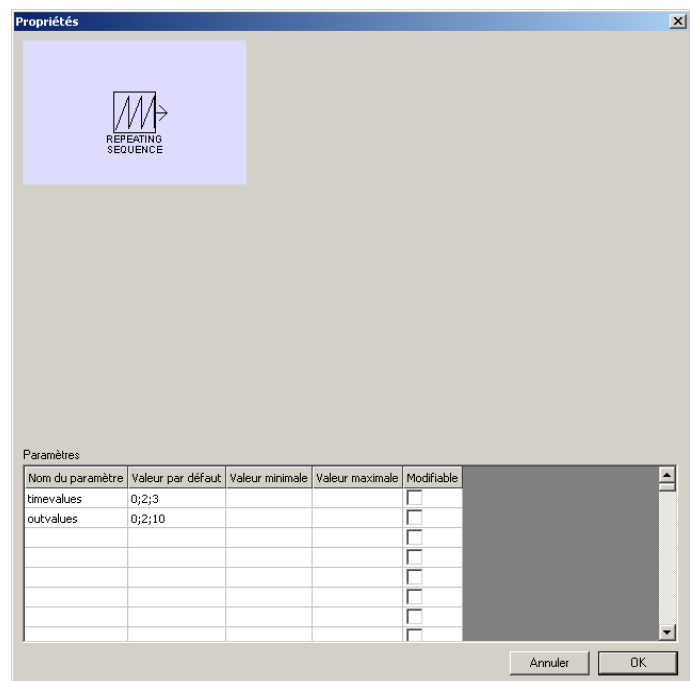 Propriétés
REPEATING
SEQUENCE
Paramètres
Nom du paramètre Valeur par défaut Valeur minimale Valeur maximale Modifiable
timevalues 0;2;3
outvalues 0;2;10
Annuler OK